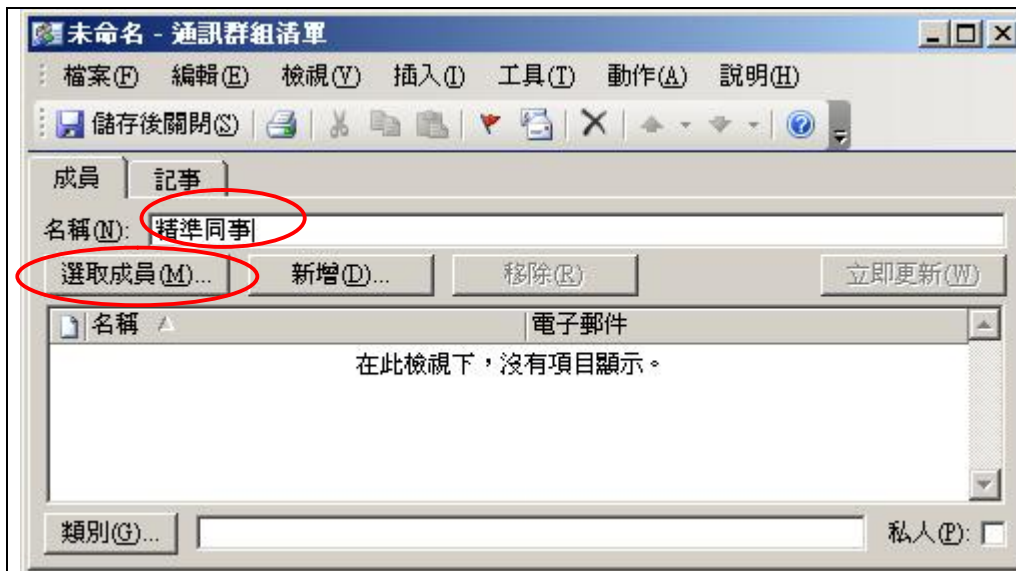 未命名 - 通訊群組清單
檔案(F) 編輯(E) 檢視(V) 插入(I) 工具(T) 動作(A) 說明(H)
儲存後關閉(S)
成員 記事
名稱(N): 精準同事
選取成員(M)... 新增(D)... 移除(R) 立即更新(W)
名稱 電子郵件
在此檢視下，沒有項目顯示。
類別(G)... 私人(P):